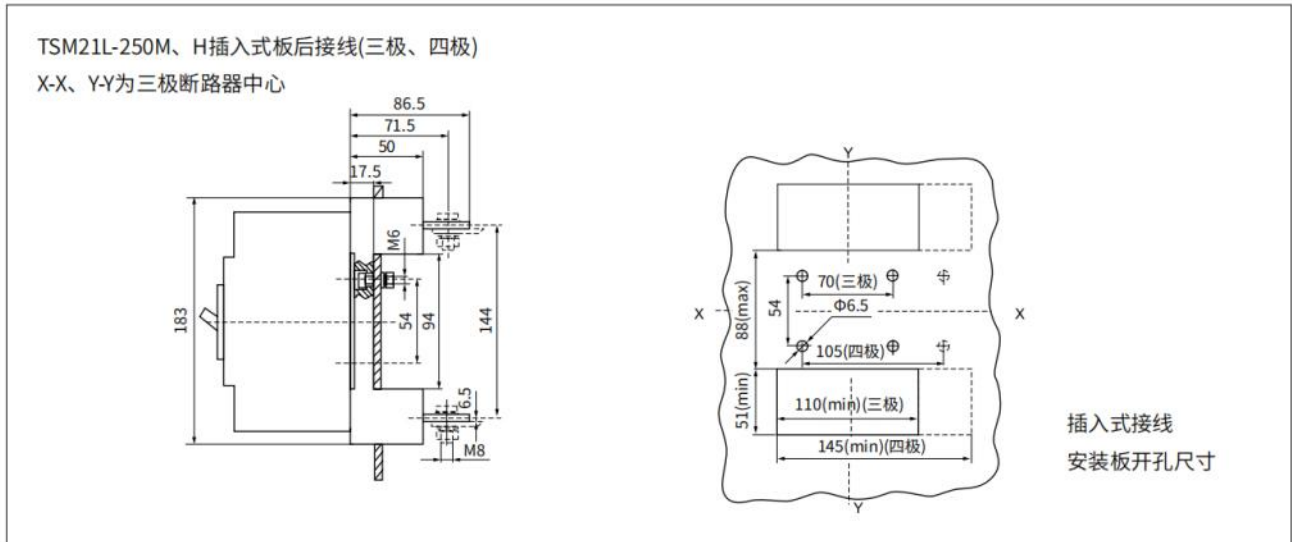 TSM21L-250M、H插入式板后接线(三极、四极)
X-X、Y-Y为三极断路器中心
86.5
71.5
50
17.5
M6
183
54
94
144
6.5
M8
Y
70(三极)
88(max)
54
Φ6.5
X
X
105(四极)
51(min)
110(min)(三极)
145(min)(四极)
Y
插入式接线
安装板开孔尺寸